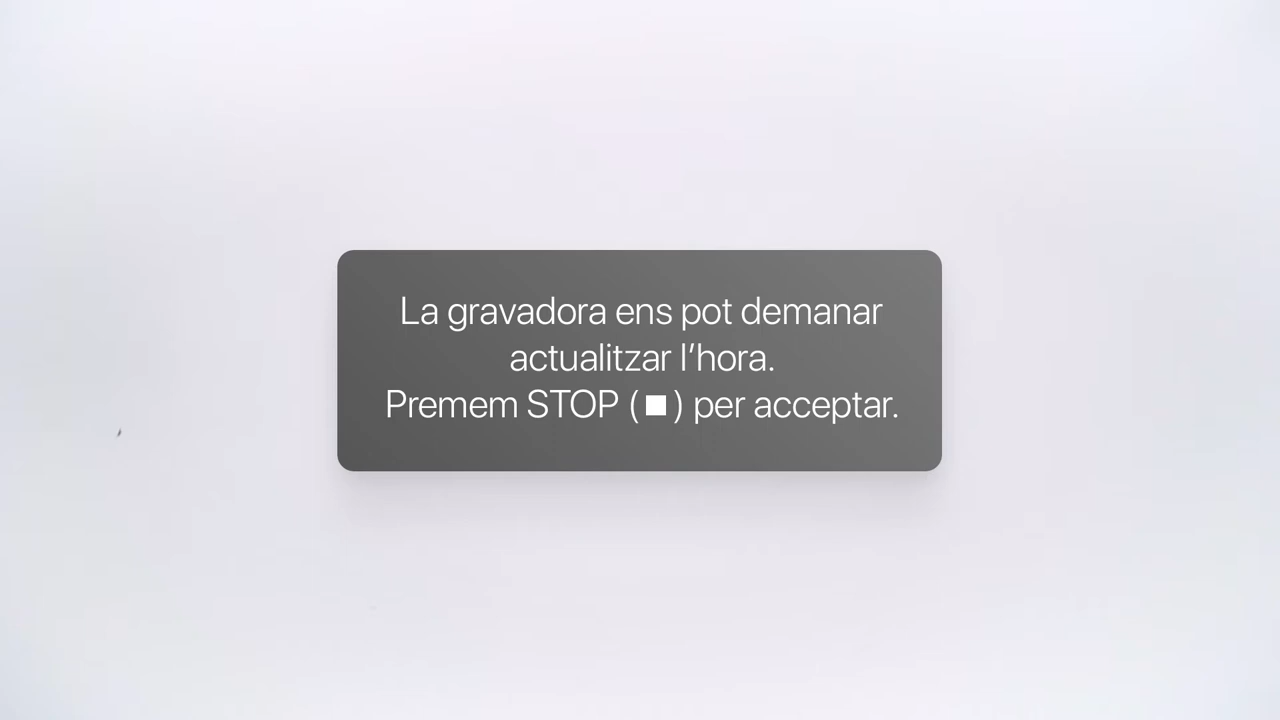 La gravadora ens pot demanar
actualitzar l’hora.
Premem STOP (■) per acceptar.